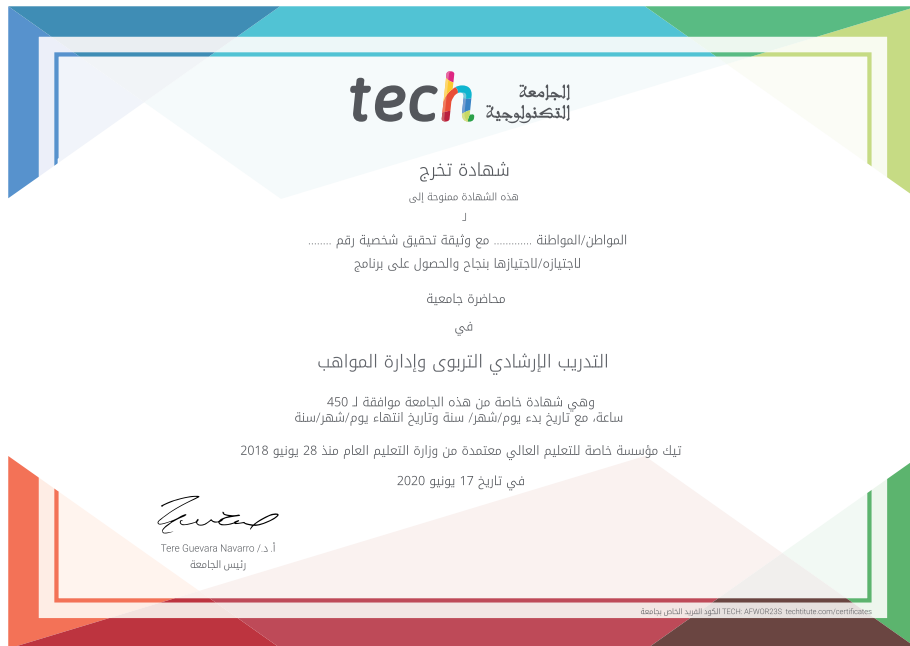 tech الجامعة
التكنولوجية
شهادة تخرج
هذه الشهادة ممنوحة إلى
لـ
المواطن/المواطنة ............. مع وثيقة تحقيق شخصية رقم ........
لاجتيازه/لاجتيازها بنجاح والحصول على برنامج
محاضرة جامعية
في
التدريب الإرشادي التربوى وإدارة المواهب
وهي شهادة خاصة من هذه الجامعة موافقة لـ 450
ساعة، مع تاريخ بدء يوم/شهر/ سنة وتاريخ انتهاء يوم/شهر/سنة
تيك مؤسسة خاصة للتعليم العالي معتمدة من وزارة التعليم العام منذ 28 يونيو 2018
في تاريخ 17 يونيو 2020
أ. د./ Tere Guevara Navarro
رئيس الجامعة
الكود الفريد الخاص بجامعة TECH: AFWOR23S techtitute.com/certificates